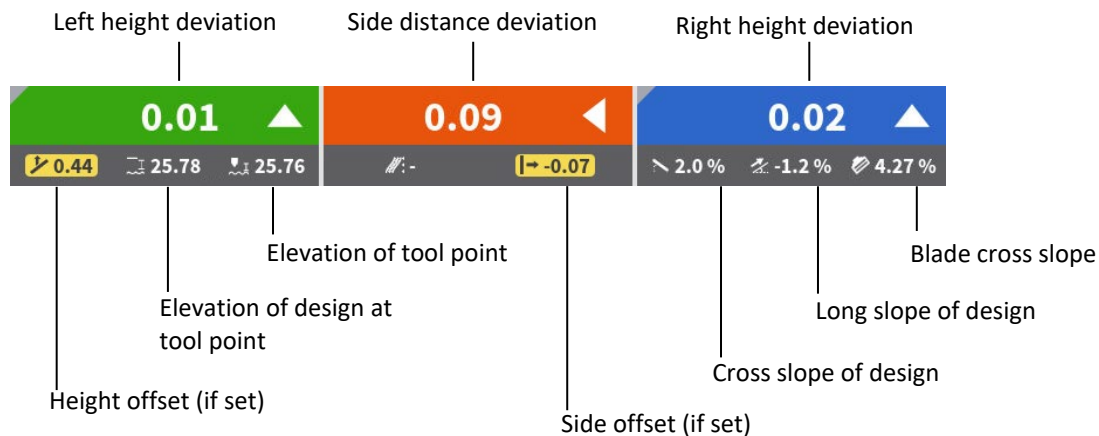 Left height deviation
Side distance deviation
Right height deviation
0.01
0.09
0.02
0.44
25.78
25.76
:-
-0.07
2.0 %
-1.2 %
4.27 %
Elevation of tool point
Blade cross slope
Elevation of design at
tool point
Long slope of design
Cross slope of design
Height offset (if set)
Side offset (if set)